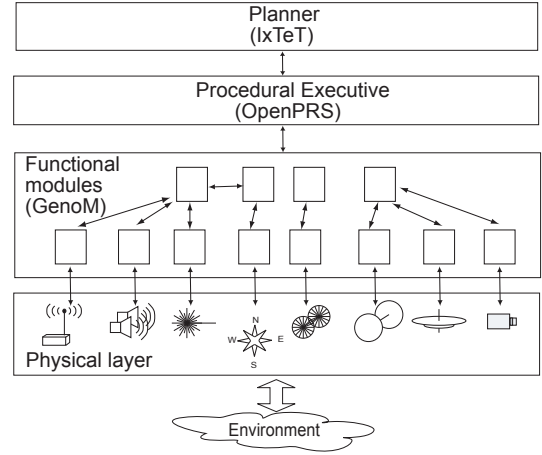 Planner
(IxTeT)
Procedural Executive
(OpenPRS)
Functional
modules
(GenoM)
N
W
E
S
Physical layer
Environment